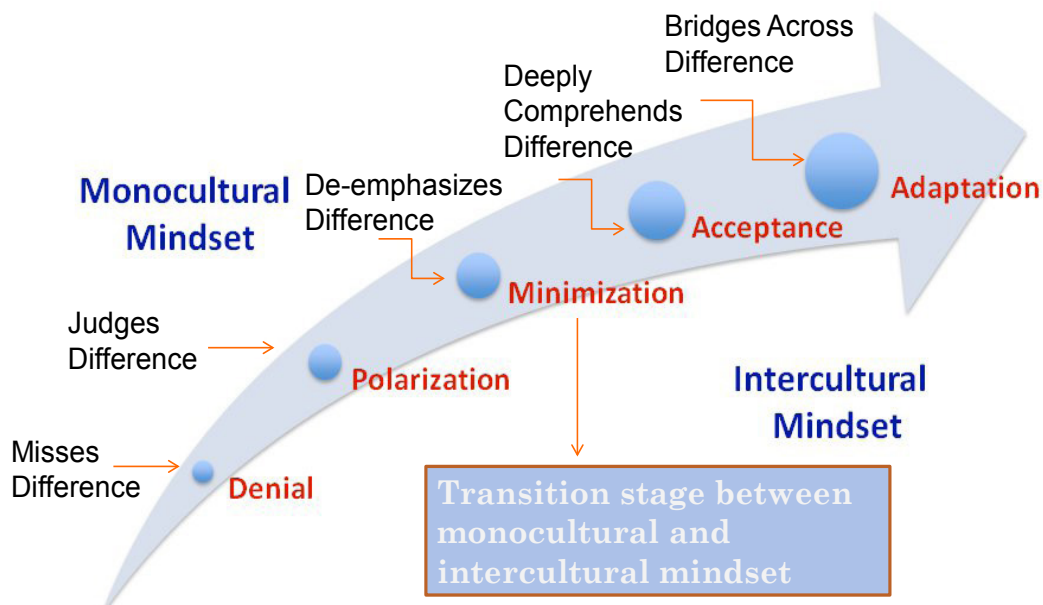 Bridges Across
Difference
Deeply
Comprehends
Difference
Adaptation
Monocultural
Mindset
De-emphasizes
Difference
Acceptance
Minimization
Judges
Difference
Polarization
Intercultural
Mindset
Misses
Difference
Denial
Transition stage between
monocultural and
intercultural mindset